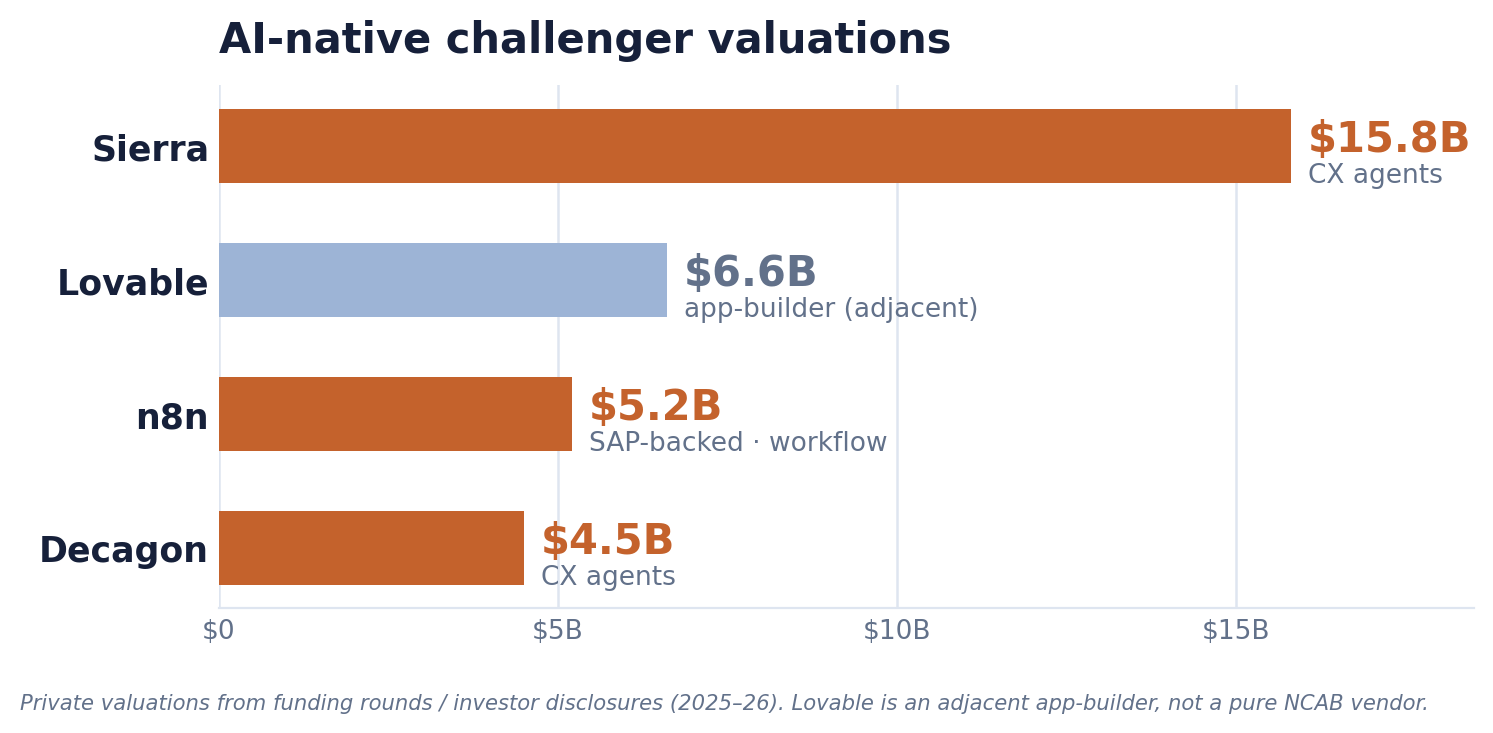 AI-native challenger valuations
Sierra
$15.8B
CX agents
Lovable
$6.6B
app-builder (adjacent)
n8n
$5.2B
SAP-backed · workflow
Decagon
$4.5B
CX agents
$0
$5B
$10B
$15B
Private valuations from funding rounds / investor disclosures (2025–26). Lovable is an adjacent app-builder, not a pure NCAB vendor.